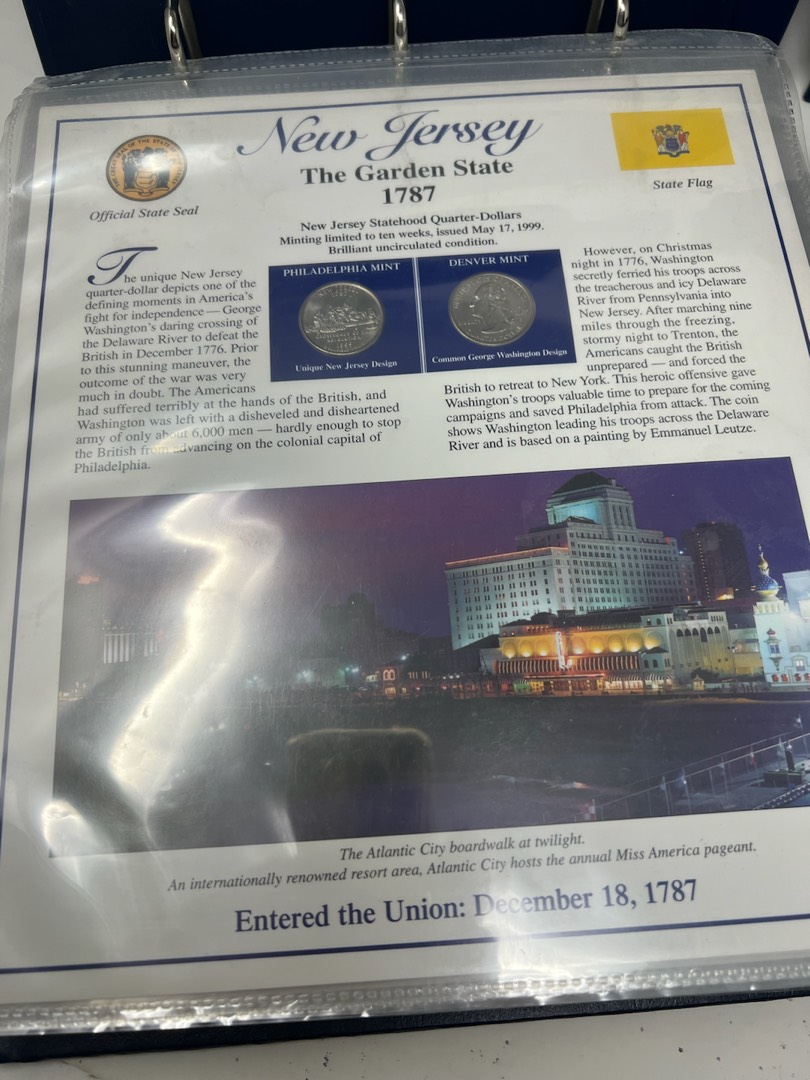 New Jersey
The Garden State
1787
Official State Seal
State Flag
New Jersey Statehood Quarter-Dollars
Minting limited to ten weeks, issued May 17, 1999.
Brilliant uncirculated condition.
PHILADELPHIA MINT
Unique New Jersey Design
DENVER MINT
Common George Washington Design
The unique New Jersey
quarter-dollar depicts one of the
defining moments in America's
fight for independence — George
Washington's daring crossing of
the Delaware River to defeat the
British in December 1776. Prior
to this stunning maneuver, the
outcome of the war was very
much in doubt. The Americans
had suffered terribly at the hands of the British, and
Washington was left with a disheveled and disheartened
army of only about 6,000 men — hardly enough to stop
the British from advancing on the colonial capital of
Philadelphia.
However, on Christmas
night in 1776, Washington
secretly ferried his troops across
the treacherous and icy Delaware
River from Pennsylvania into
New Jersey. After marching nine
miles through the freezing,
stormy night to Trenton, the
Americans caught the British
unprepared — and forced the
British to retreat to New York. This heroic offensive gave
Washington's troops valuable time to prepare for the coming
campaigns and saved Philadelphia from attack. The coin
shows Washington leading his troops across the Delaware
River and is based on a painting by Emmanuel Leutze.
The Atlantic City boardwalk at twilight.
An internationally renowned resort area, Atlantic City hosts the annual Miss America pageant.
Entered the Union: December 18, 1787